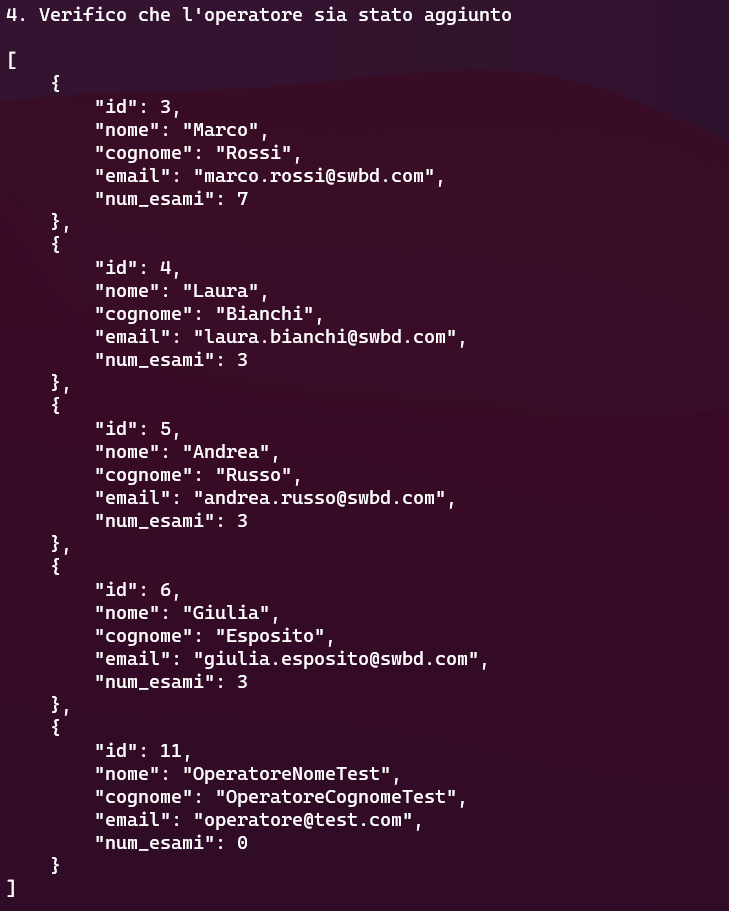 4. Verifico che l'operatore sia stato aggiunto
[
    {
        "id": 3,
        "nome": "Marco",
        "cognome": "Rossi",
        "email": "marco.rossi@swbd.com",
        "num_esami": 7
    },
    {
        "id": 4,
        "nome": "Laura",
        "cognome": "Bianchi",
        "email": "laura.bianchi@swbd.com",
        "num_esami": 3
    },
    {
        "id": 5,
        "nome": "Andrea",
        "cognome": "Russo",
        "email": "andrea.russo@swbd.com",
        "num_esami": 3
    },
    {
        "id": 6,
        "nome": "Giulia",
        "cognome": "Esposito",
        "email": "giulia.esposito@swbd.com",
        "num_esami": 3
    },
    {
        "id": 11,
        "nome": "OperatoreNomeTest",
        "cognome": "OperatoreCognomeTest",
        "email": "operatore@test.com",
        "num_esami": 0
    }
]